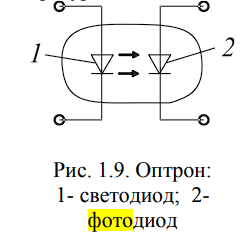 1
2
Рис. 1.9. Оптрон:
1- светодиод; 2-
фотодиод